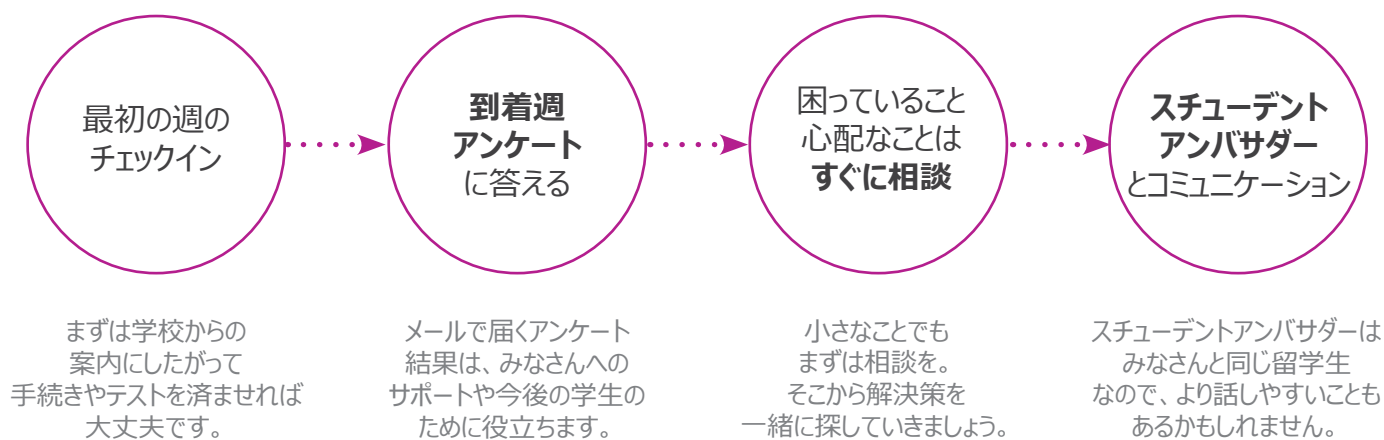 最初の週の
チェックイン
到着週
アンケート
に答える
困っていること
心配なことは
すぐに相談
スチューデント
アンバサダー
とコミュニケーション
まずは学校からの
案内にしたがって
手続きやテストを済ませれば
大丈夫です。
メールで届くアンケート
結果は、みなさんへの
サポートや今後の学生の
ために役立ちます。
小さなことでも
まずは相談を。
そこから解決策を
一緒に探していきましょう。
スチューデントアンバサダーは
みなさんと同じ留学生
なので、より話しやすいことも
あるかもしれません。